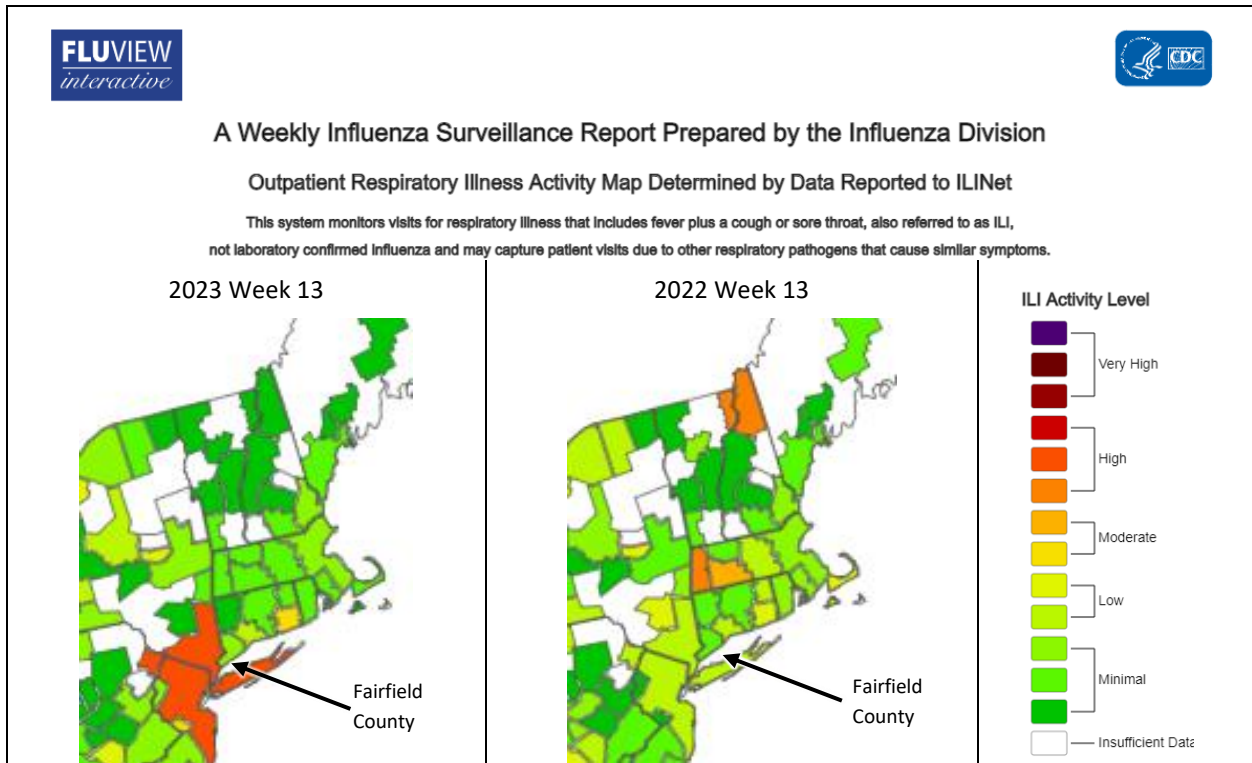 FLUVIEW
interactive
CDC
A Weekly Influenza Surveillance Report Prepared by the Influenza Division
Outpatient Respiratory Illness Activity Map Determined by Data Reported to ILINet
This system monitors visits for respiratory illness that includes fever plus a cough or sore throat, also referred to as ILI,
not laboratory confirmed influenza and may capture patient visits due to other respiratory pathogens that cause similar symptoms.
2023 Week 13
Fairfield
County
2022 Week 13
Fairfield
County
ILI Activity Level
Very High
High
Moderate
Low
Minimal
Insufficient Data